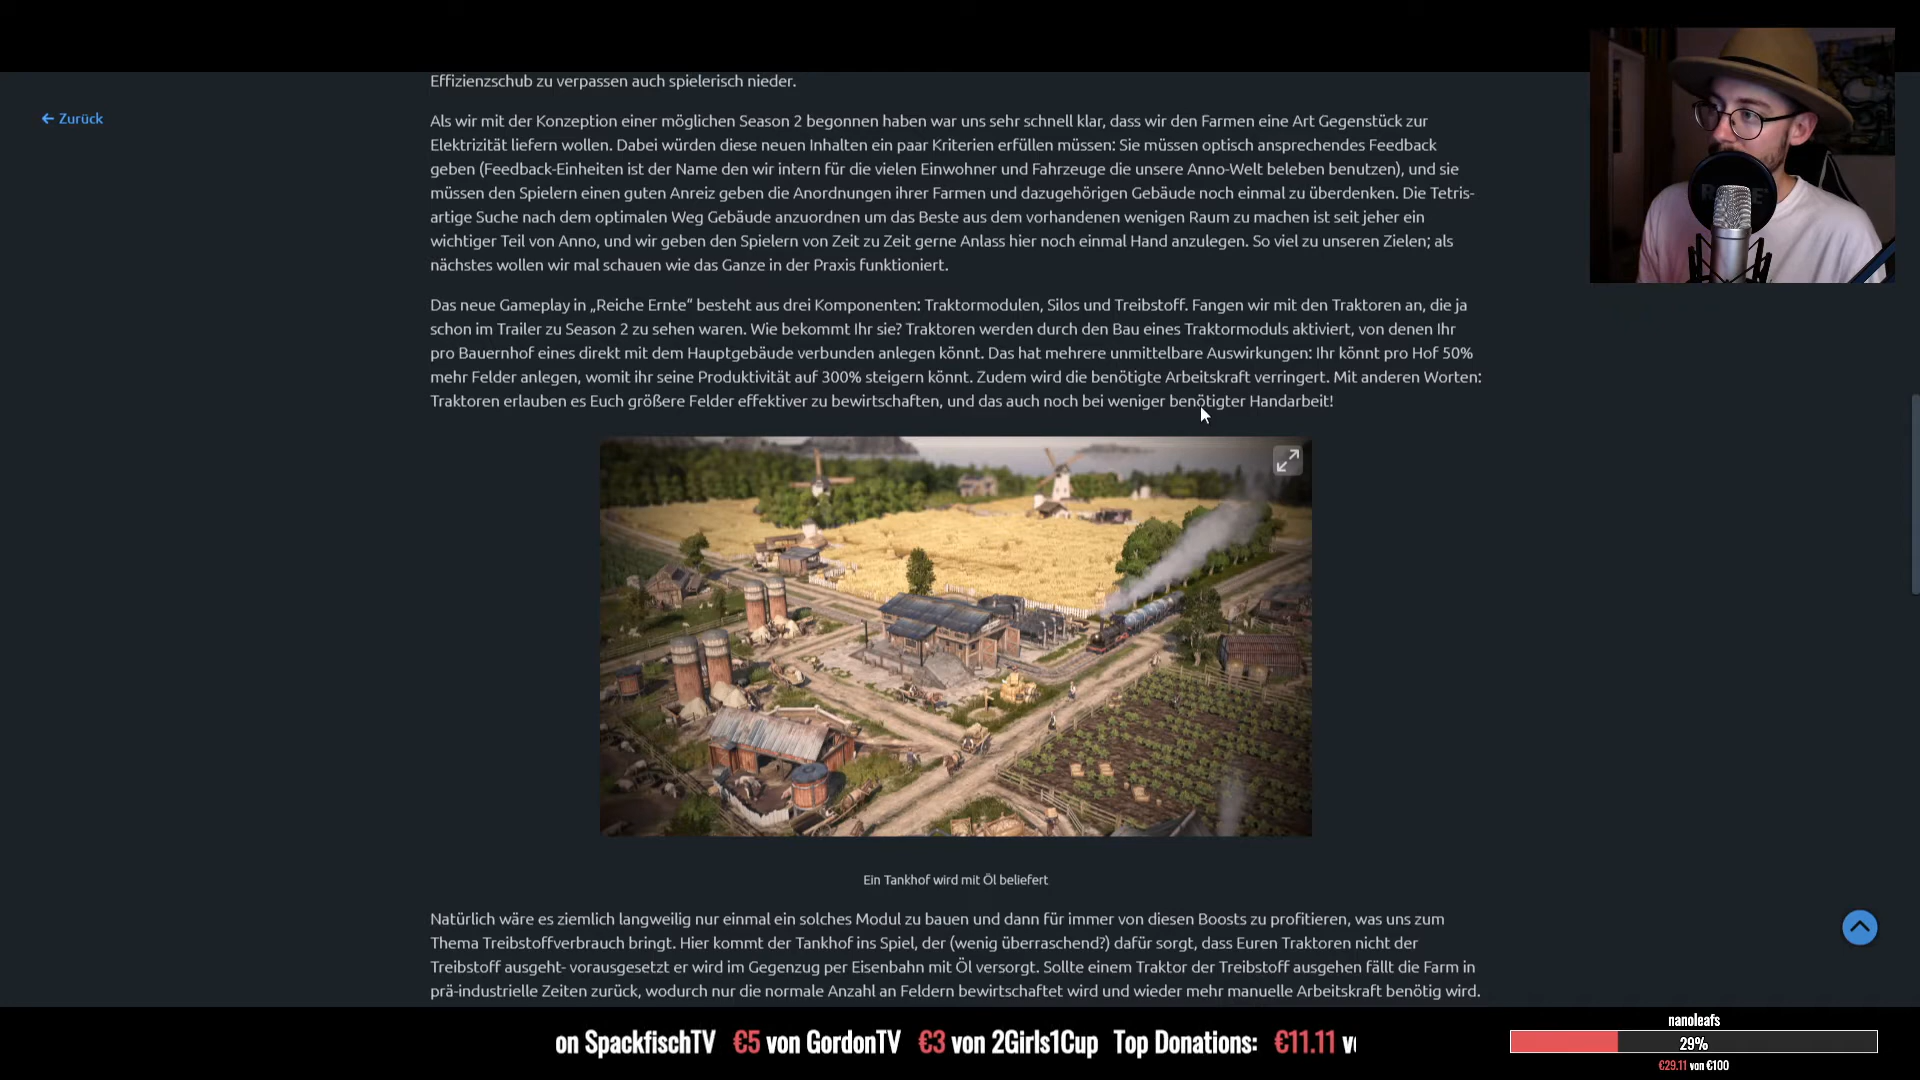 Effizienzschub zu verpassen auch spielerisch nieder.
← Zurück
Als wir mit der Konzeption einer möglichen Season 2 begonnen haben war uns sehr schnell klar, dass wir den Farmen eine Art Gegenstück zur
Elektrizität liefern wollen. Dabei würden diese neuen Inhalten ein paar Kriterien erfüllen müssen: Sie müssen optisch ansprechendes Feedback
geben (Feedback-Einheiten ist der Name den wir intern für die vielen Einwohner und Fahrzeuge die unsere Anno-Welt beleben benutzen), und sie
müssen den Spielern einen guten Anreiz geben die Anordnungen ihrer Farmen und dazugehörigen Gebäude noch einmal zu überdenken. Die Tetris-
artige Suche nach dem optimalen Weg Gebäude anzuordnen um das Beste aus dem vorhandenen wenigen Raum zu machen ist seit jeher ein
wichtiger Teil von Anno, und wir geben den Spielern von Zeit zu Zeit gerne Anlass hier noch einmal Hand anzulegen. So viel zu unseren Zielen; als
nächstes wollen wir mal schauen wie das Ganze in der Praxis funktioniert.
Das neue Gameplay in „Reiche Ernte“ besteht aus drei Komponenten: Traktormodulen, Silos und Treibstoff. Fangen wir mit den Traktoren an, die ja
schon im Trailer zu Season 2 zu sehen waren. Wie bekommt Ihr sie? Traktoren werden durch den Bau eines Traktormoduls aktiviert, von denen Ihr
pro Bauernhof eines direkt mit dem Hauptgebäude verbunden anlegen könnt. Das hat mehrere unmittelbare Auswirkungen: Ihr könnt pro Hof 50%
mehr Felder anlegen, womit ihr seine Produktivität auf 300% steigern könnt. Zudem wird die benötigte Arbeitskraft verringert. Mit anderen Worten:
Traktoren erlauben es Euch größere Felder effektiver zu bewirtschaften, und das auch noch bei weniger benötigter Handarbeit!
Ein Tankhof wird mit Öl beliefert
Natürlich wäre es ziemlich langweilig nur einmal ein solches Modul zu bauen und dann für immer von diesen Boosts zu profitieren, was uns zum
Thema Treibstoffverbrauch bringt. Hier kommt der Tankhof ins Spiel, der (wenig überraschend?) dafür sorgt, dass Euren Traktoren nicht der
Treibstoff ausgeht- vorausgesetzt er wird im Gegenzug per Eisenbahn mit Öl versorgt. Sollte einem Traktor der Treibstoff ausgehen fällt die Farm in
prä-industrielle Zeiten zurück, wodurch nur die normale Anzahl an Feldern bewirtschaftet wird und wieder mehr manuelle Arbeitskraft benötig wird.
on SpackfischTV €5 von GordonTV €3 von 2Girls1Cup Top Donations: €11.11 v
nanoleafs
29%
€29.11 von €100